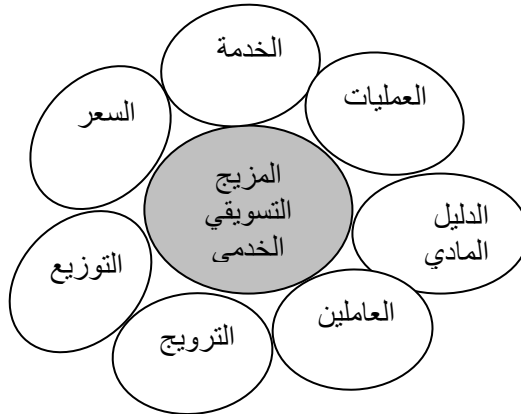 الخدمة
العمليات
السعر
المزيج
التسويقي
الخدمي
الدليل
المادي
التوزيع
العاملين
الترويج